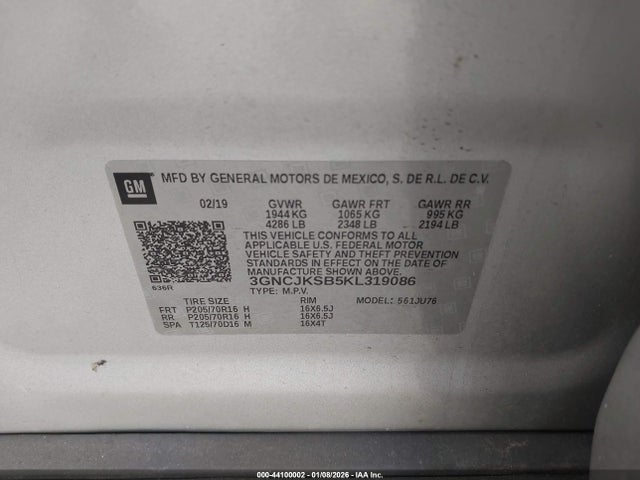 GM
MFD BY GENERAL MOTORS DE MEXICO, S. DE R.L. DE C.V.
02/19 GVWR GAWR FRT GAWR RR
1944 KG 1065 KG 995 KG
4286 LB 2348 LB 2194 LB
THIS VEHICLE CONFORMS TO ALL
APPLICABLE U.S. FEDERAL MOTOR
VEHICLE SAFETY AND THEFT PREVENTION
STANDARDS IN EFFECT ON THE DATE OF
MANUFACTURE SHOWN ABOVE.
3GNCJKSB5KL319086
636R
TYPE: M.P.V. MODEL: 561JU76
TIRE SIZE RIM
FRT P205/70R16 H 16X6.5J
RR P205/70R16 H 16X6.5J
SPA T125/70D16 M 16X4T
000-44100002 - 01/08/2026 - IAA Inc.